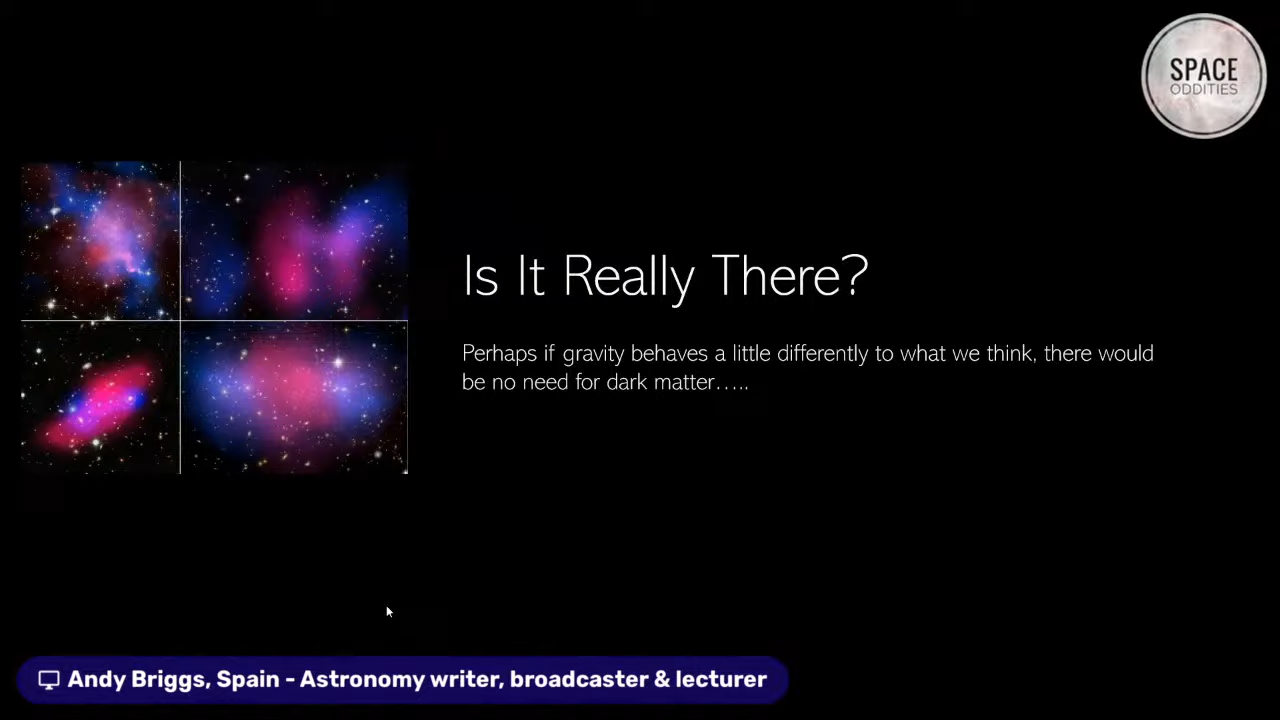 SPACE
ODDITIES
Is It Really There?
Perhaps if gravity behaves a little differently to what we think, there would
be no need for dark matter…..
Andy Briggs, Spain - Astronomy writer, broadcaster & lecturer